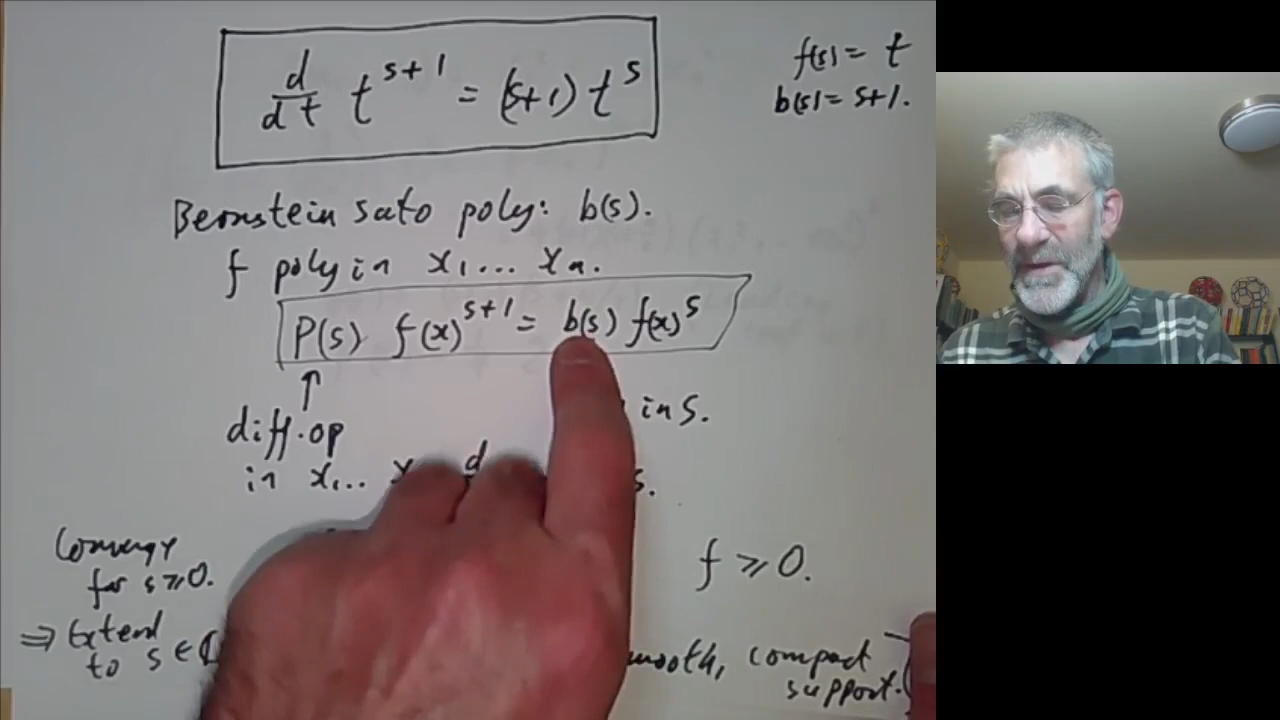 d/dt t^{s+1} = (s+1) t^s
f(s) = t
b(s) = s+1.
Bernstein Sato poly: b(s).
f poly in x₁... xₙ.
P(s) f(x)^{s+1} = b(s) f(x)^s
↑
in s.
diff. op
in x₁... x d s.
Converge
for s ≥ 0.
f ≥ 0.
⇒ Extend
to s ∈ ℂ
mooth, compact
support.